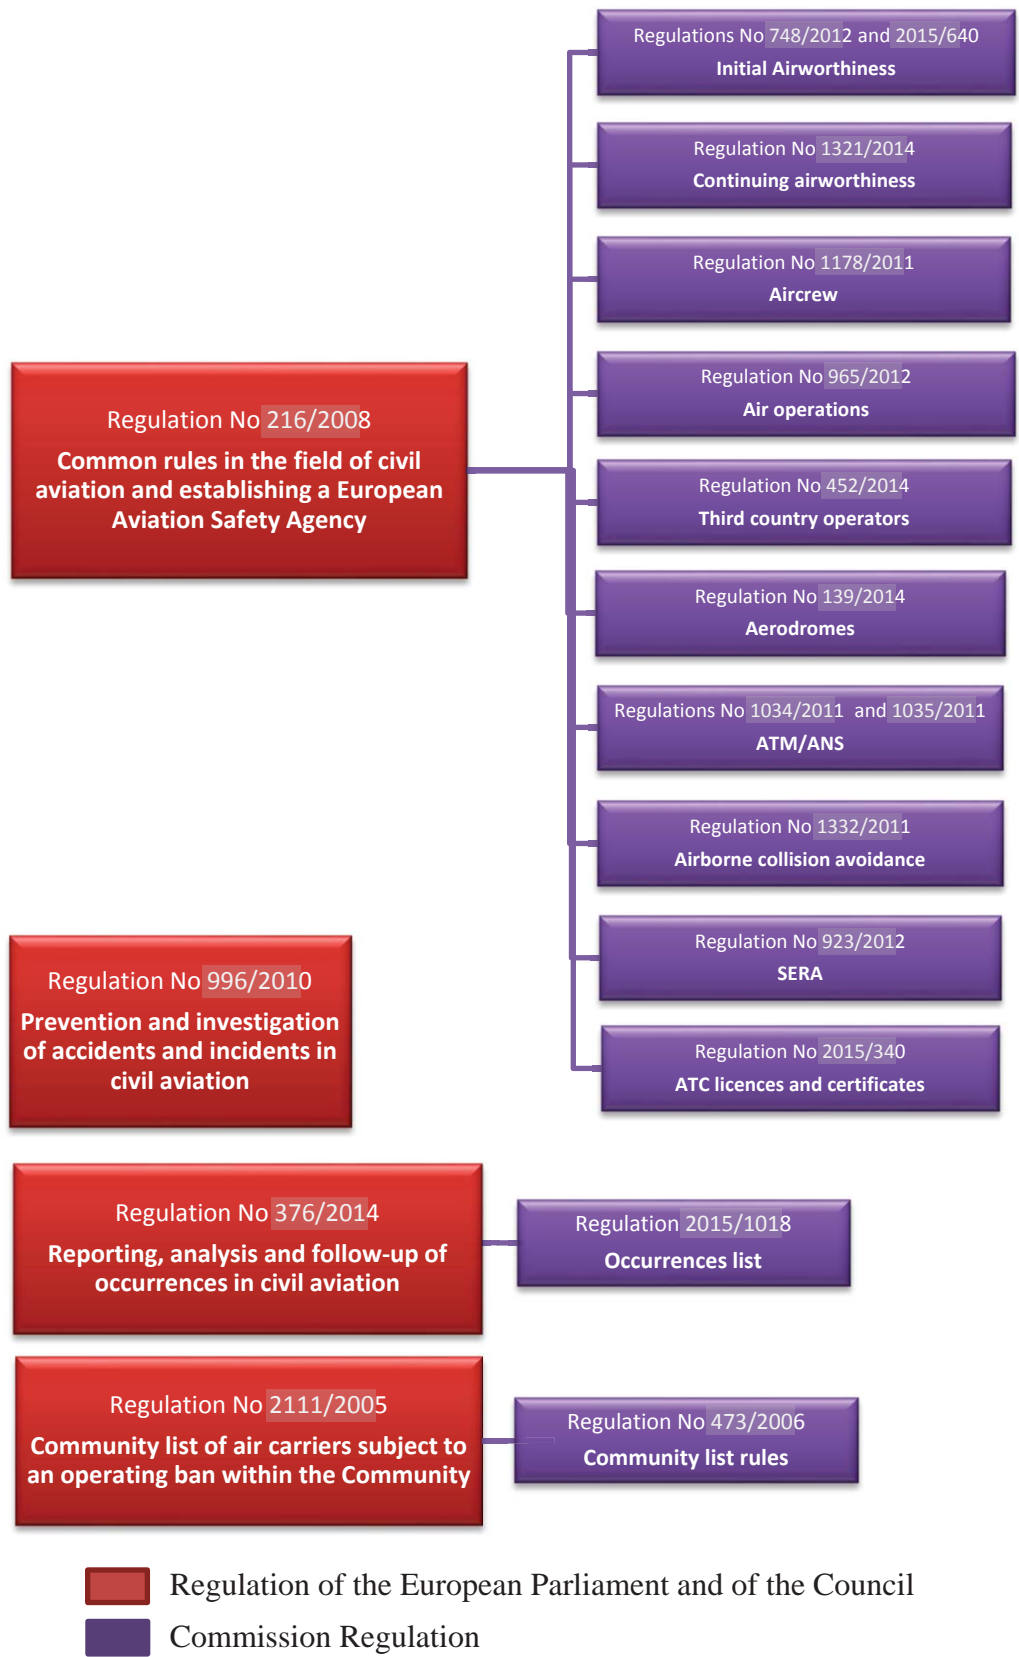 Regulations No 748/2012 and 2015/640
Initial Airworthiness
Regulation No 1321/2014
Continuing airworthiness
Regulation No 1178/2011
Aircrew
Regulation No 965/2012
Air operations
Regulation No 216/2008
Common rules in the field of civil
aviation and establishing a European
Aviation Safety Agency
Regulation No 452/2014
Third country operators
Regulation No 139/2014
Aerodromes
Regulations No 1034/2011 and 1035/2011
ATM/ANS
Regulation No 1332/2011
Airborne collision avoidance
Regulation No 923/2012
SERA
Regulation No 2015/340
ATC licences and certificates
Regulation No 996/2010
Prevention and investigation
of accidents and incidents in
civil aviation
Regulation No 376/2014
Reporting, analysis and follow-up of
occurrences in civil aviation
Regulation 2015/1018
Occurrences list
Regulation No 2111/2005
Community list of air carriers subject to
an operating ban within the Community
Regulation No 473/2006
Community list rules
Regulation of the European Parliament and of the Council
Commission Regulation